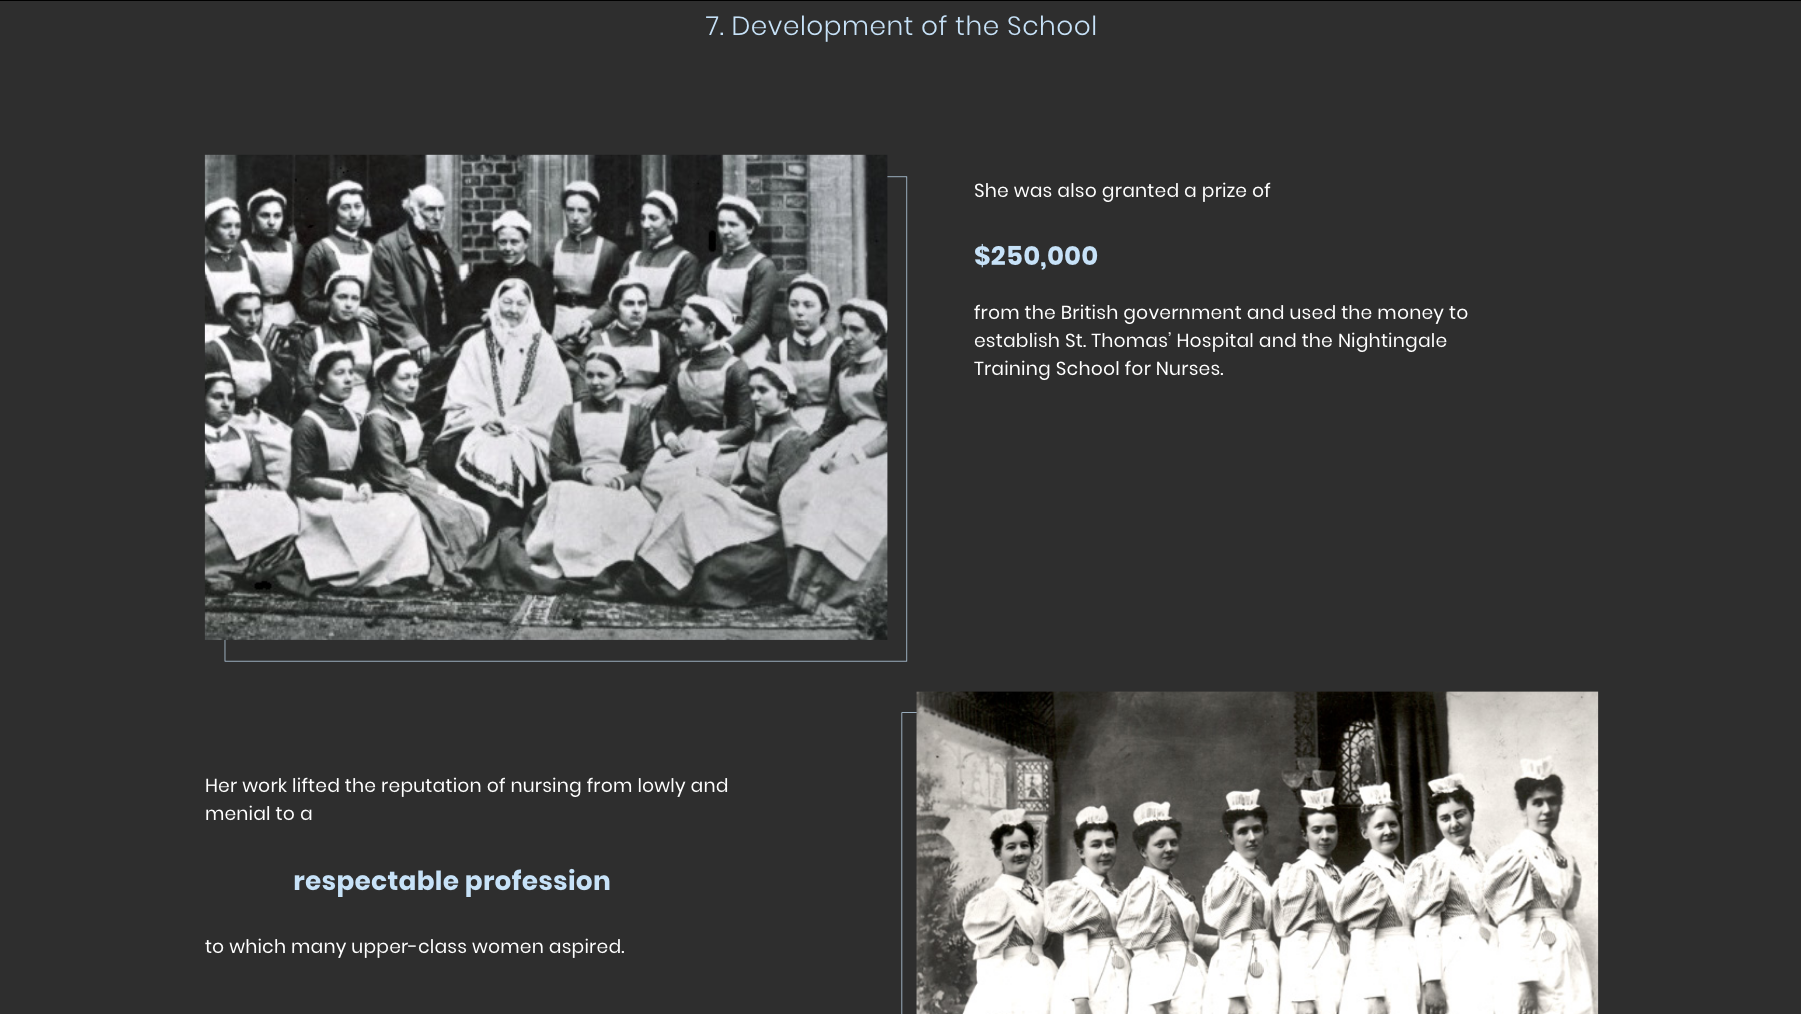 7. Development of the School
She was also granted a prize of
$250,000
from the British government and used the money to
establish St. Thomas’ Hospital and the Nightingale
Training School for Nurses.
Her work lifted the reputation of nursing from lowly and
menial to a
respectable profession
to which many upper-class women aspired.